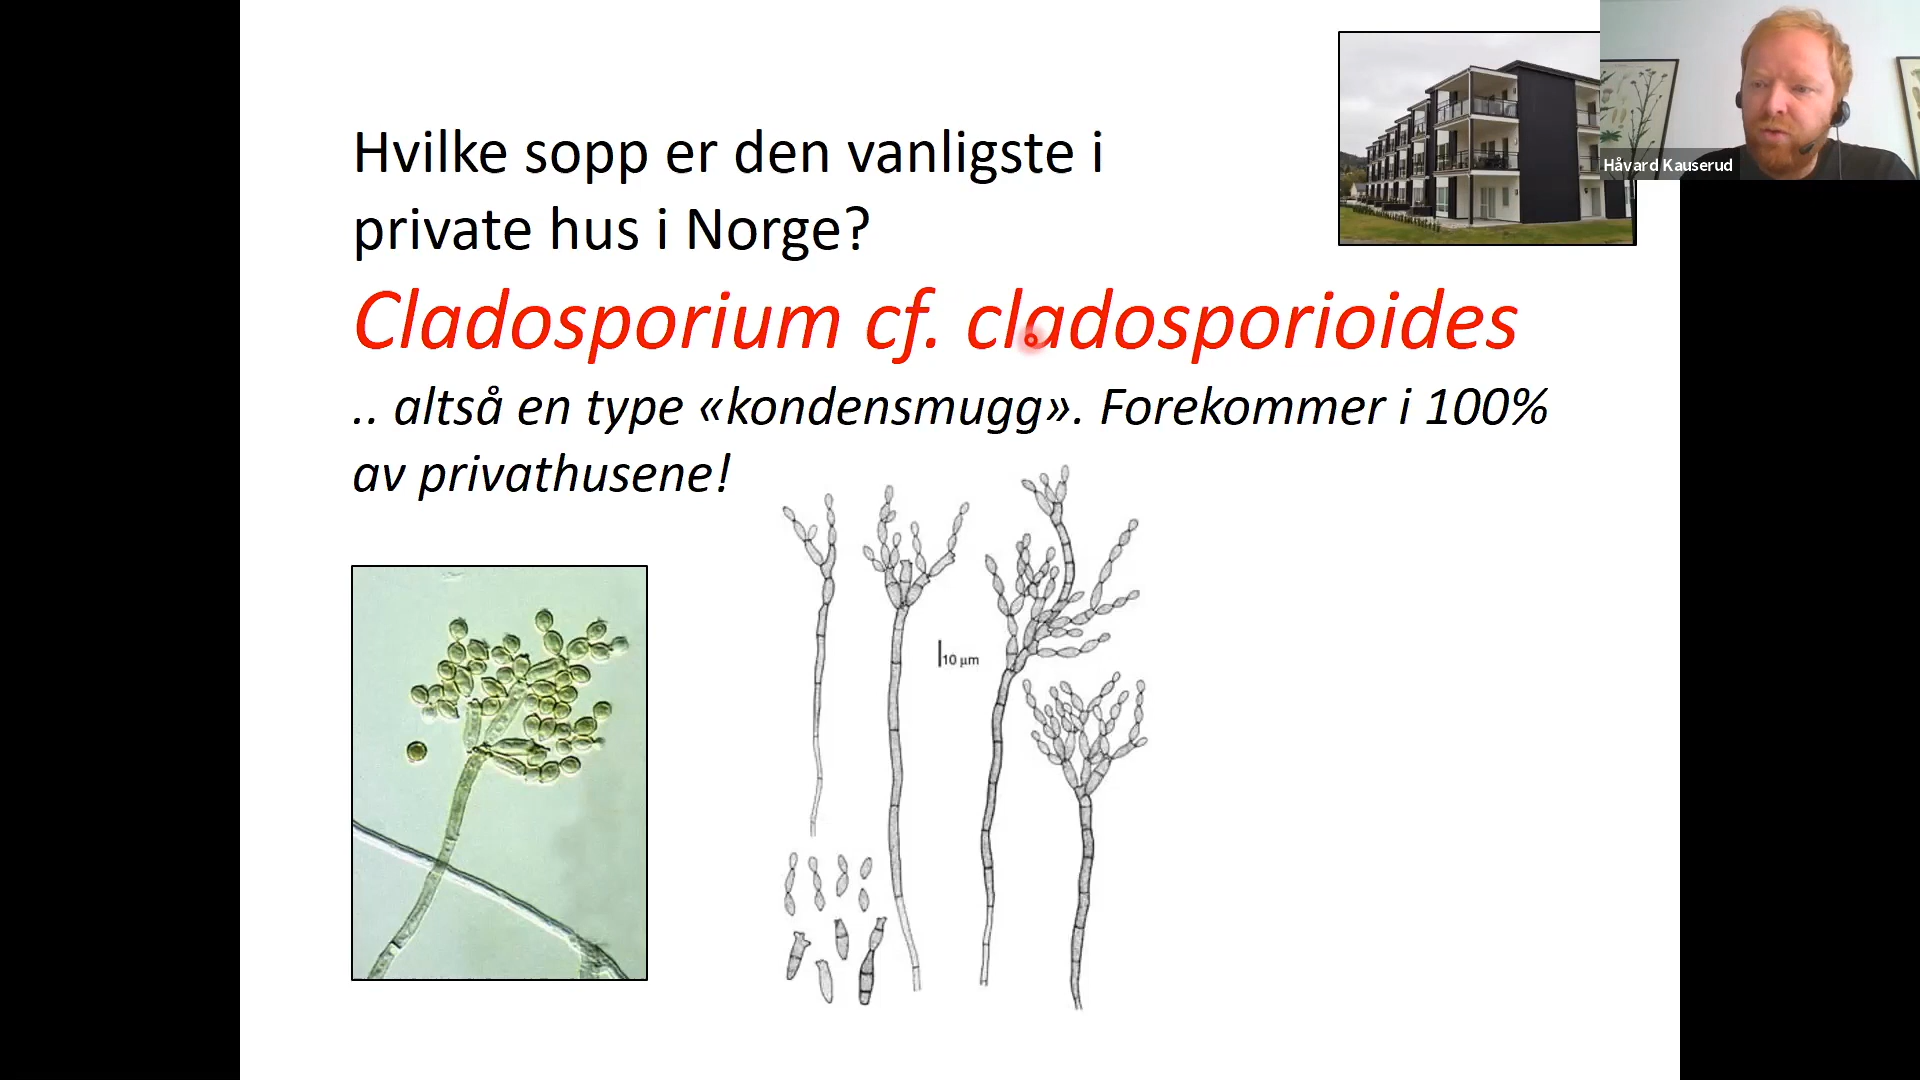 Hvilke sopp er den vanligste i
private hus i Norge?
Cladosporium cf. cladosporioides
.. altså en type «kondensmugg». Forekommer i 100%
av privathusene!
10 µm
Håvard Kauserud